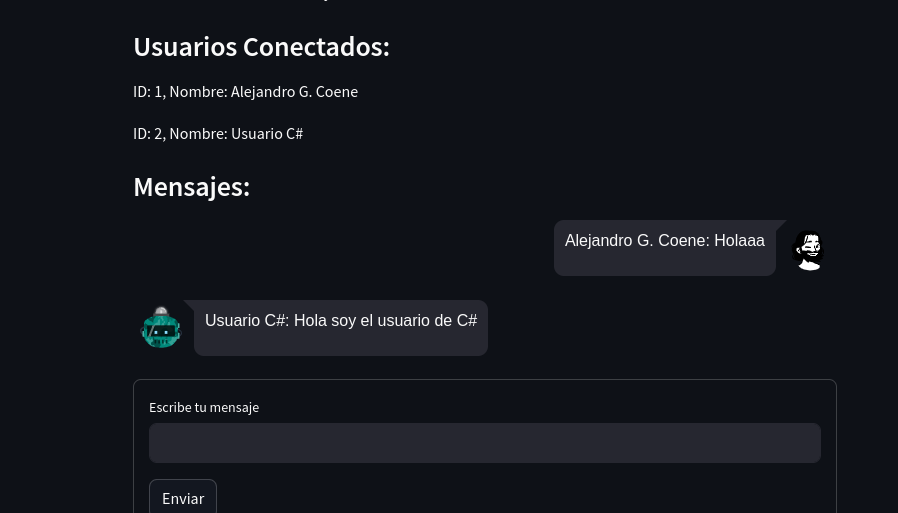 Usuarios Conectados:
ID: 1, Nombre: Alejandro G. Coene
ID: 2, Nombre: Usuario C#
Mensajes:
Alejandro G. Coene: Holaaa
Usuario C#: Hola soy el usuario de C#
Escribe tu mensaje
Enviar